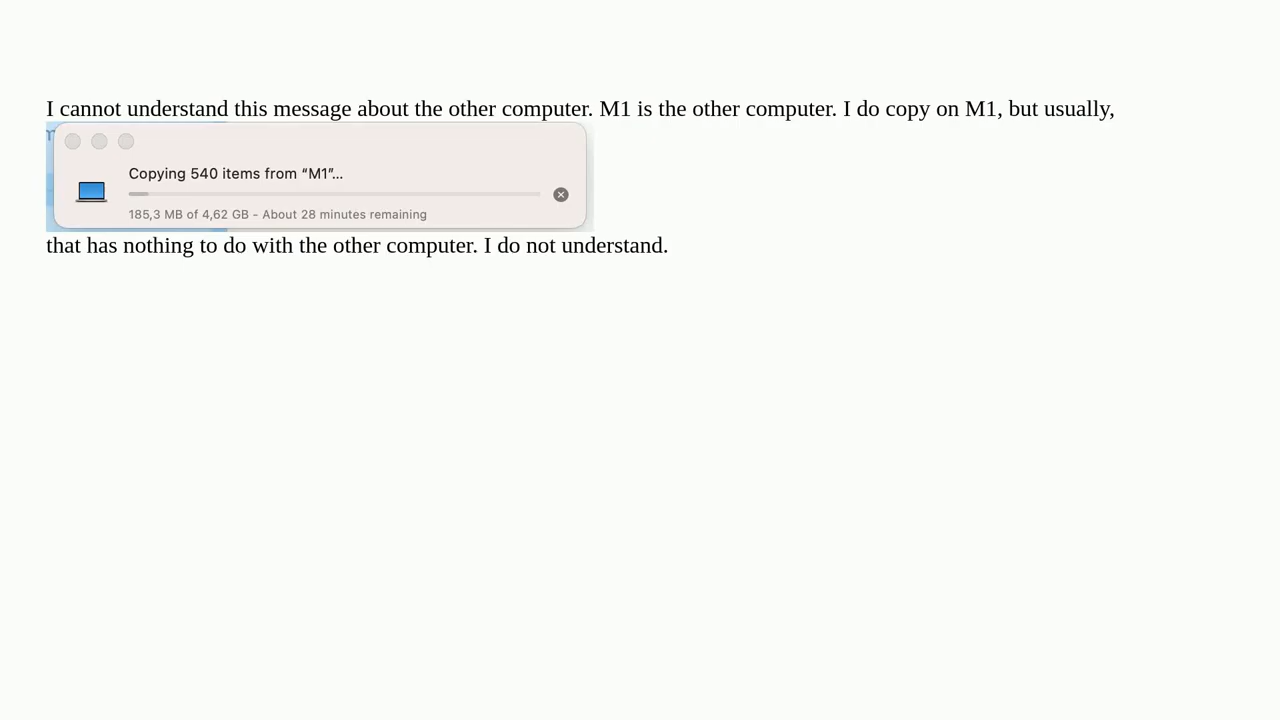 I cannot understand this message about the other computer. M1 is the other computer. I do copy on M1, but usually,
Copying 540 items from “M1”...
185,3 MB of 4,62 GB - About 28 minutes remaining
that has nothing to do with the other computer. I do not understand.